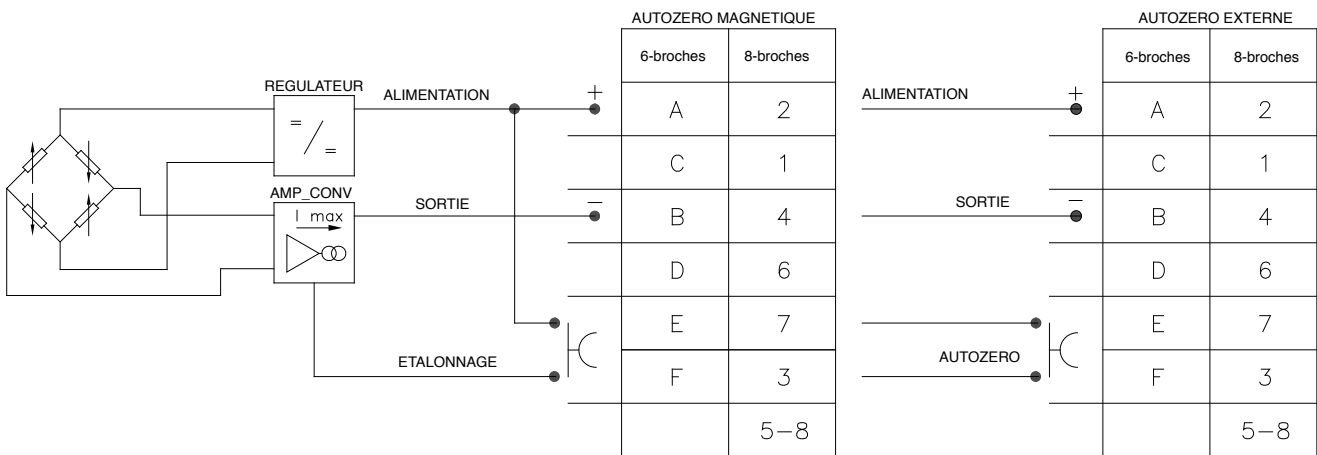 AUTOZERO MAGNETIQUE
6-broches 8-broches
REGULATEUR
= / =
ALIMENTATION
+
A 2
C 1
AMP_CONV
I max
SORTIE
−
B 4
D 6
E 7
ETALONNAGE
F 3
5-8
AUTOZERO EXTERNE
6-broches 8-broches
ALIMENTATION
+
A 2
C 1
SORTIE
−
B 4
D 6
E 7
AUTOZERO
F 3
5-8